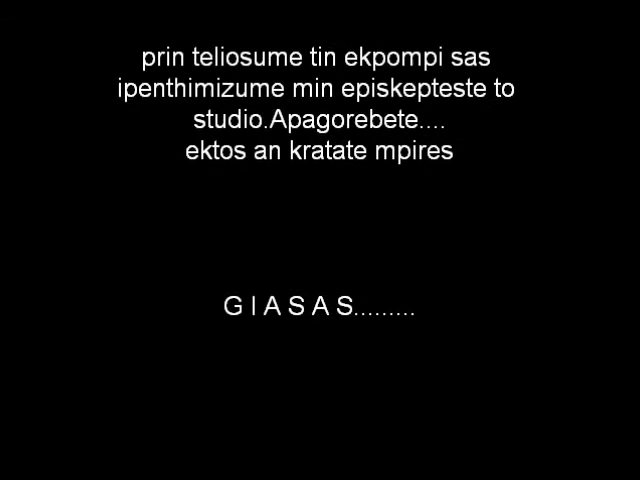 prin teliosume tin ekpompi sas
ipenthimizume min episkepteste to
studio.Apagorebete....
ektos an kratate mpires
G I A S A S.........